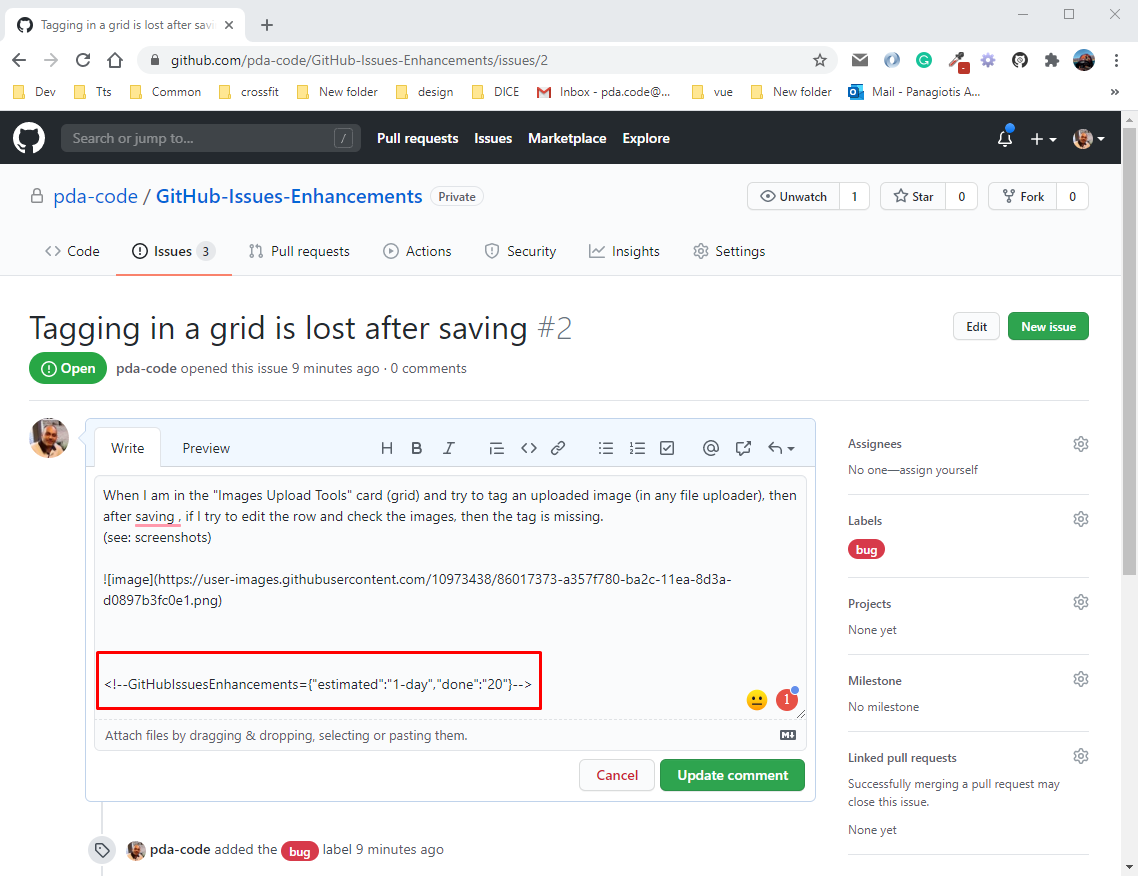 Tagging in a grid is lost after savi
github.com/pda-code/GitHub-Issues-Enhancements/issues/2
Dev Tts Common crossfit New folder design DICE Inbox - pda.code@... vue New folder Mail - Panagiotis A... »
Search or jump to... / Pull requests Issues Marketplace Explore
pda-code / GitHub-Issues-Enhancements Private Unwatch 1 Star 0 Fork 0
Code Issues 3 Pull requests Actions Security Insights Settings
Tagging in a grid is lost after saving #2 Edit New issue
Open pda-code opened this issue 9 minutes ago · 0 comments
Write Preview H B I
When I am in the "Images Upload Tools" card (grid) and try to tag an uploaded image (in any file uploader), then
after saving , if I try to edit the row and check the images, then the tag is missing.
(see: screenshots)
![image](https://user-images.githubusercontent.com/10973438/86017373-a357f780-ba2c-11ea-8d3a-
d0897b3fc0e1.png)
<!--GitHubIssuesEnhancements={"estimated":"1-day","done":"20"}-->
1
Attach files by dragging & dropping, selecting or pasting them.
Cancel Update comment
pda-code added the bug label 9 minutes ago
Assignees
No one—assign yourself
Labels
bug
Projects
None yet
Milestone
No milestone
Linked pull requests
Successfully merging a pull request may
close this issue.
None yet